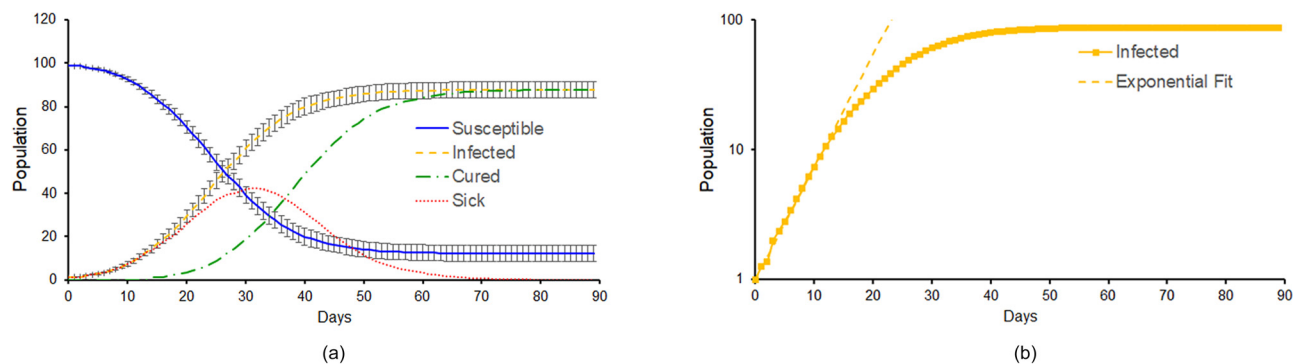 120
100
80
60
40
20
0
Population
0 10 20 30 40 50 60 70 80 90
Days
Susceptible
Infected
Cured
Sick
(a)
100
10
1
Population
0 10 20 30 40 50 60 70 80 90
Days
Infected
Exponential Fit
(b)